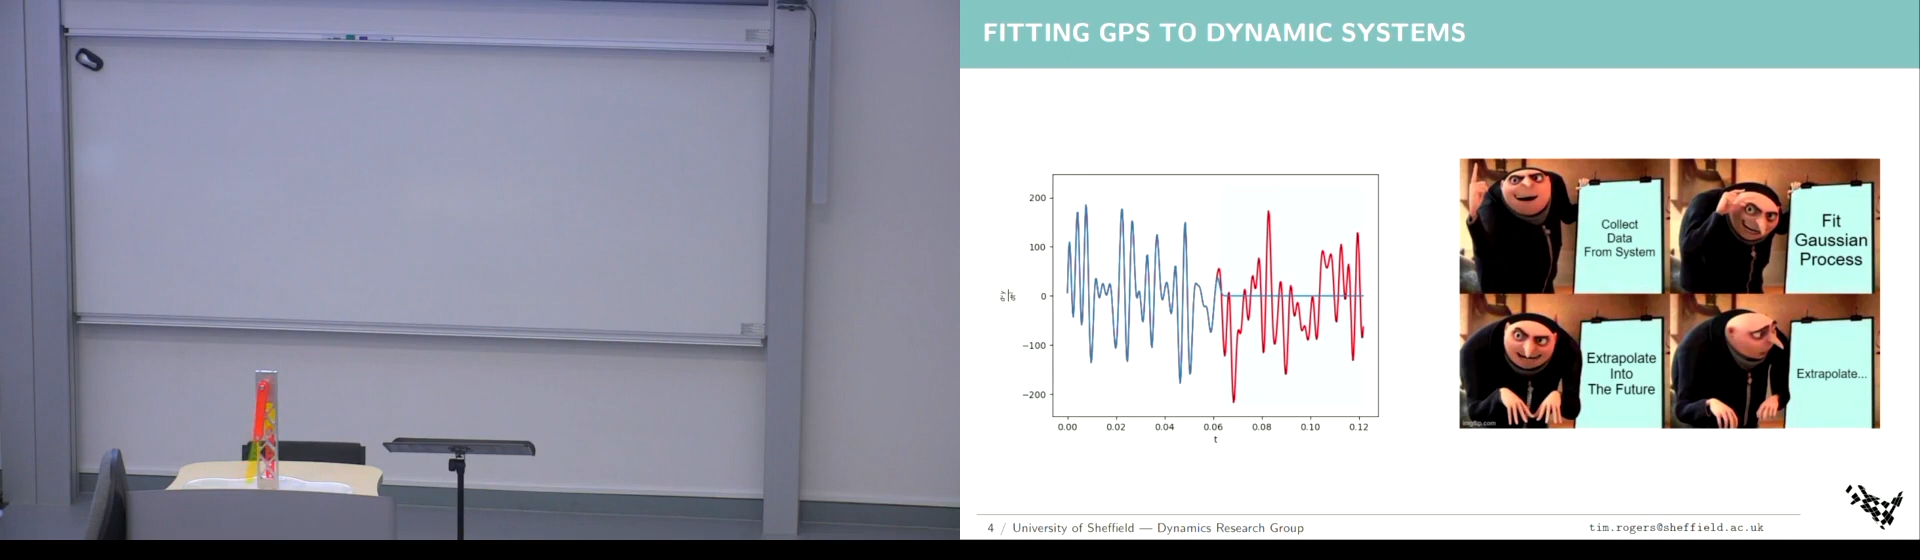 FITTING GPS TO DYNAMIC SYSTEMS
200
100
0
−100
−200
0.00 0.02 0.04 0.06 0.08 0.10 0.12
t
Collect
Data
From System
Fit
Gaussian
Process
Extrapolate
Into
The Future
Extrapolate...
imgflip.com
4 / University of Sheffield — Dynamics Research Group
tim.rogers@sheffield.ac.uk